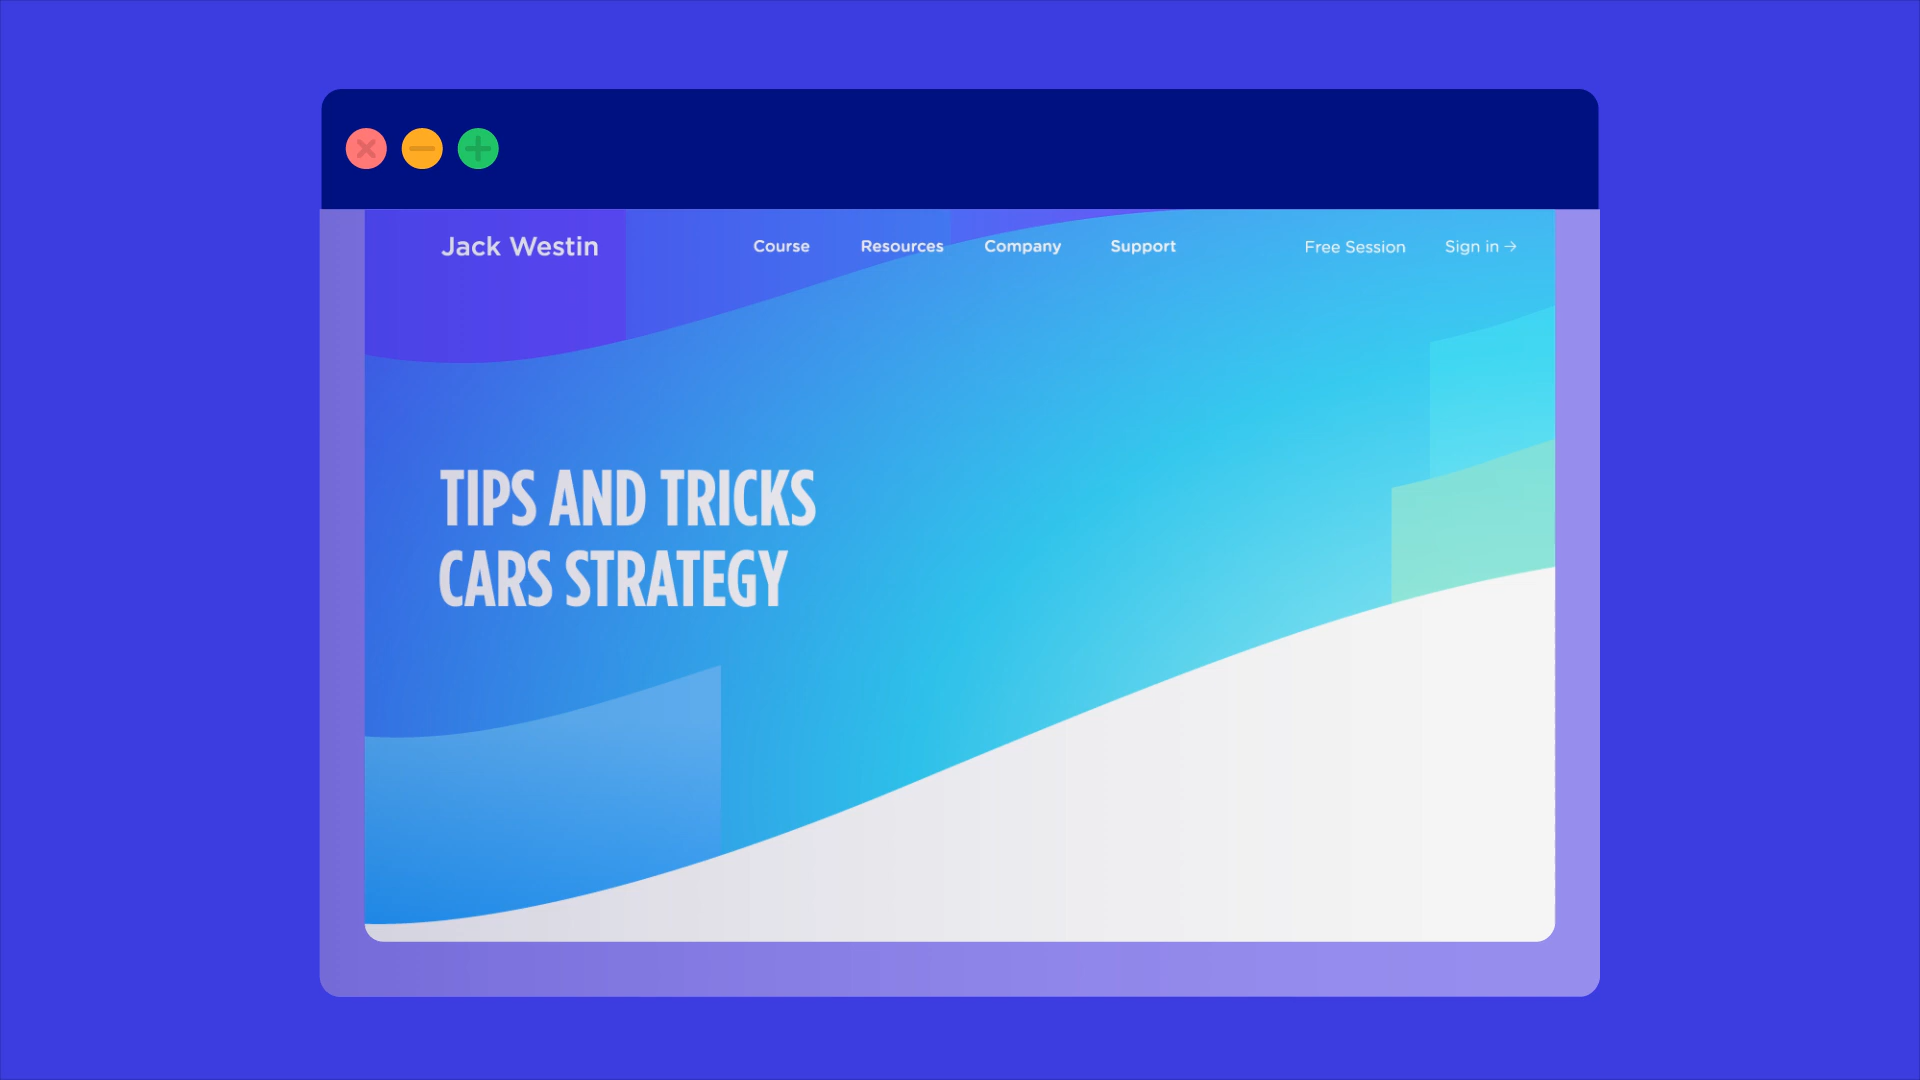 Jack Westin
Course
Resources
Company
Support
Free Session
Sign in →
TIPS AND TRICKS
CARS STRATEGY